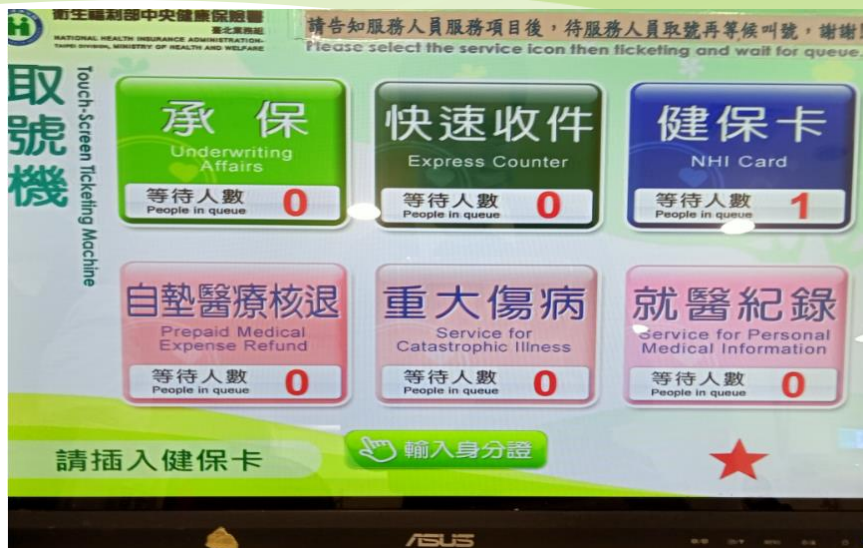 衛生福利部中央健康保險署
臺北業務組
NATIONAL HEALTH INSURANCE ADMINISTRATION-
TAIPEI DIVISION, MINISTRY OF HEALTH AND WELFARE
請告知服務人員服務項目後，待服務人員取號再等候叫號，謝謝!
Please select the service icon then ticketing and wait for queue.
取號機
Touch-Screen Ticketing Machine
承 保
Underwriting
Affairs
等待人數
People in queue
0
快速收件
Express Counter
等待人數
People in queue
0
健保卡
NHI Card
等待人數
People in queue
1
自墊醫療核退
Prepaid Medical
Expense Refund
等待人數
People in queue
0
重大傷病
Service for
Catastrophic Illness
等待人數
People in queue
0
就醫紀錄
Service for Personal
Medical Information
等待人數
People in queue
0
請插入健保卡
輸入身分證
ASUS